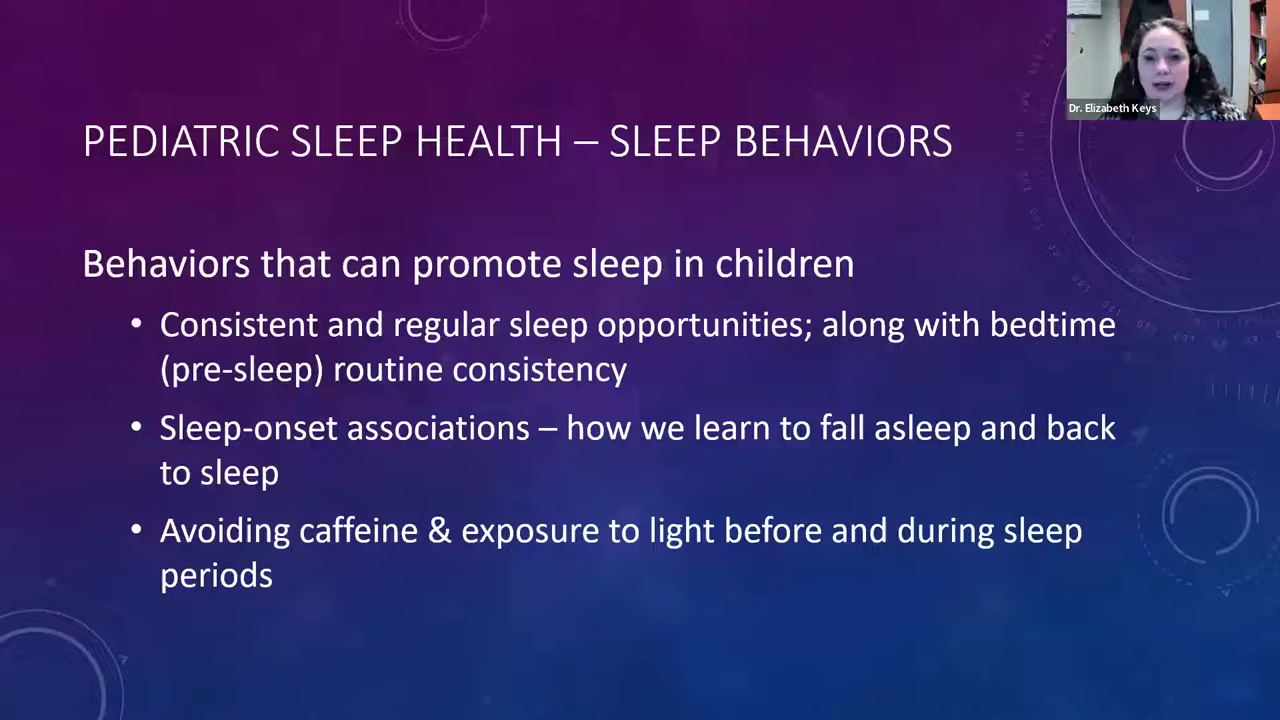 Dr. Elizabeth Keys
PEDIATRIC SLEEP HEALTH – SLEEP BEHAVIORS
Behaviors that can promote sleep in children
• Consistent and regular sleep opportunities; along with bedtime
(pre-sleep) routine consistency
• Sleep-onset associations – how we learn to fall asleep and back
to sleep
• Avoiding caffeine & exposure to light before and during sleep
periods